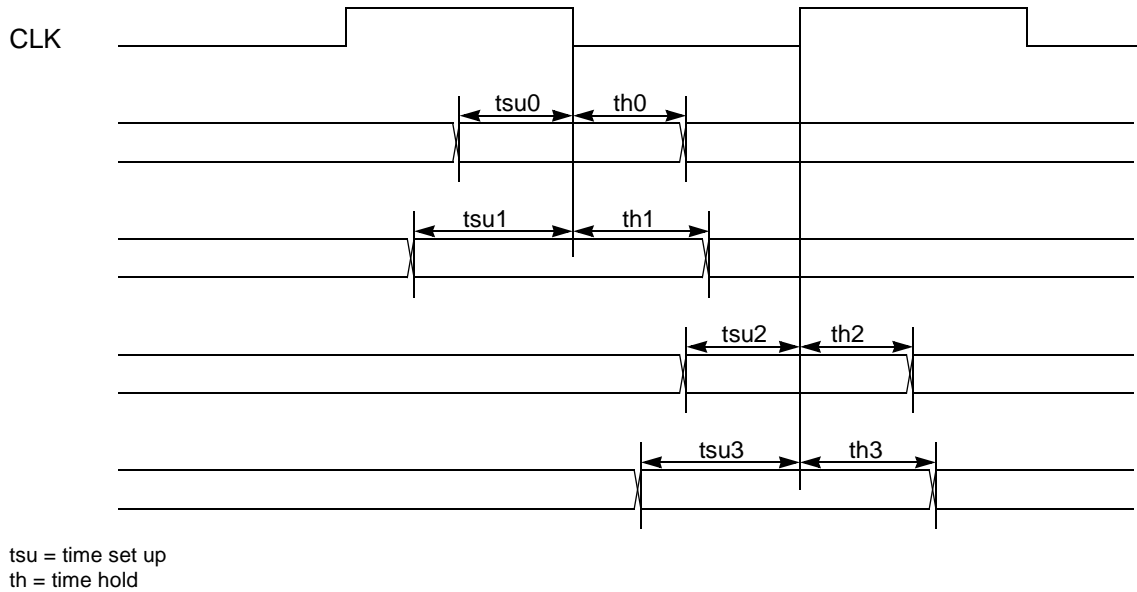 CLK
tsu0 th0
tsu1 th1
tsu2 th2
tsu3 th3
tsu = time set up
th = time hold